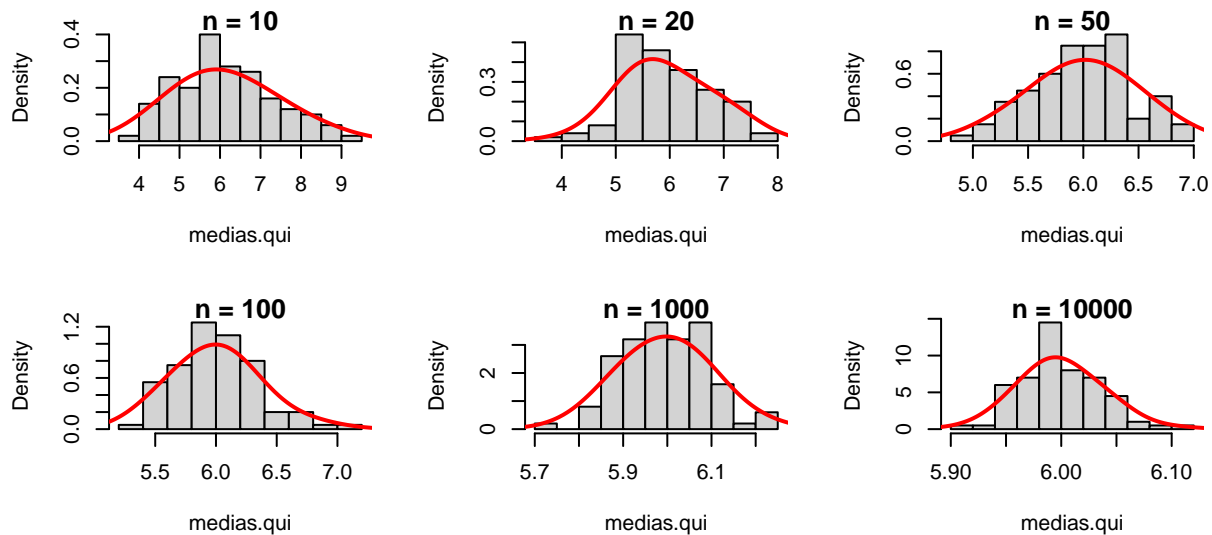 n = 10
Density
0.0 0.2 0.4
4 5 6 7 8 9
medias.qui
n = 20
Density
0.0 0.3
4 5 6 7 8
medias.qui
n = 50
Density
0.0 0.6
5.0 5.5 6.0 6.5 7.0
medias.qui
n = 100
Density
0.0 0.6 1.2
5.5 6.0 6.5 7.0
medias.qui
n = 1000
Density
0 2
5.7 5.9 6.1
medias.qui
n = 10000
Density
0 5 10
5.90 6.00 6.10
medias.qui